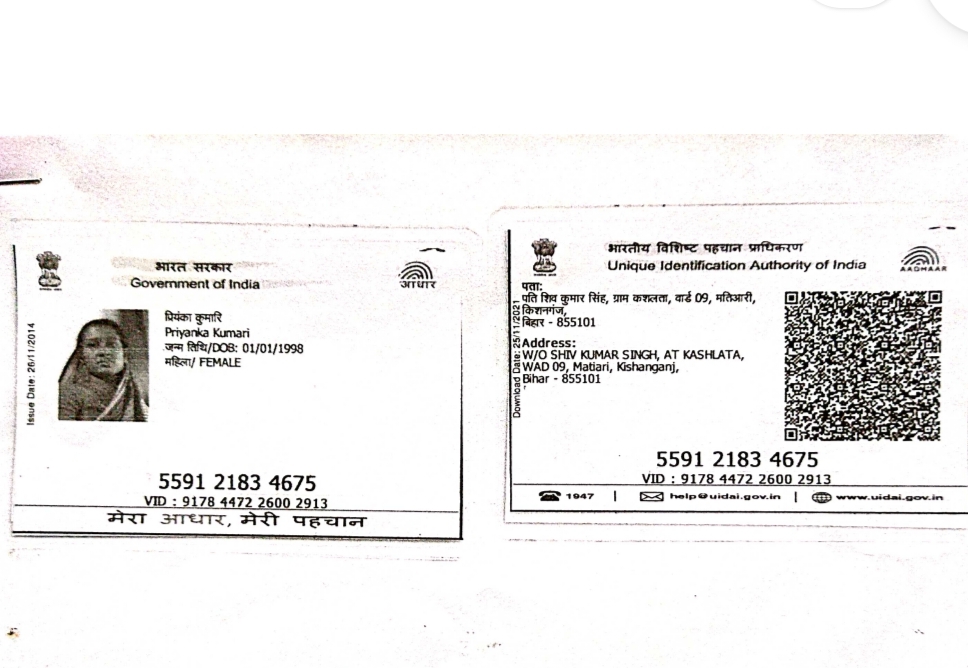 भारत सरकार
Government of India
आधार
Issue Date: 26/11/2014
प्रियंका कुमारि
Priyanka Kumari
जन्म तिथि/DOB: 01/01/1998
महिला/ FEMALE
5591 2183 4675
VID : 9178 4472 2600 2913
मेरा आधार, मेरी पहचान
भारतीय विशिष्ट पहचान प्राधिकरण
Unique Identification Authority of India
AADHAAR
Download Date: 25/11/2021
पता:
पति शिव कुमार सिंह, ग्राम कशलता, वार्ड 09, मतिआरी,
किशनगंज,
बिहार - 855101
Address:
W/O SHIV KUMAR SINGH, AT KASHLATA,
WAD 09, Matiari, Kishanganj,
Bihar - 855101
5591 2183 4675
VID : 9178 4472 2600 2913
1947 | help@uidai.gov.in | www.uidai.gov.in